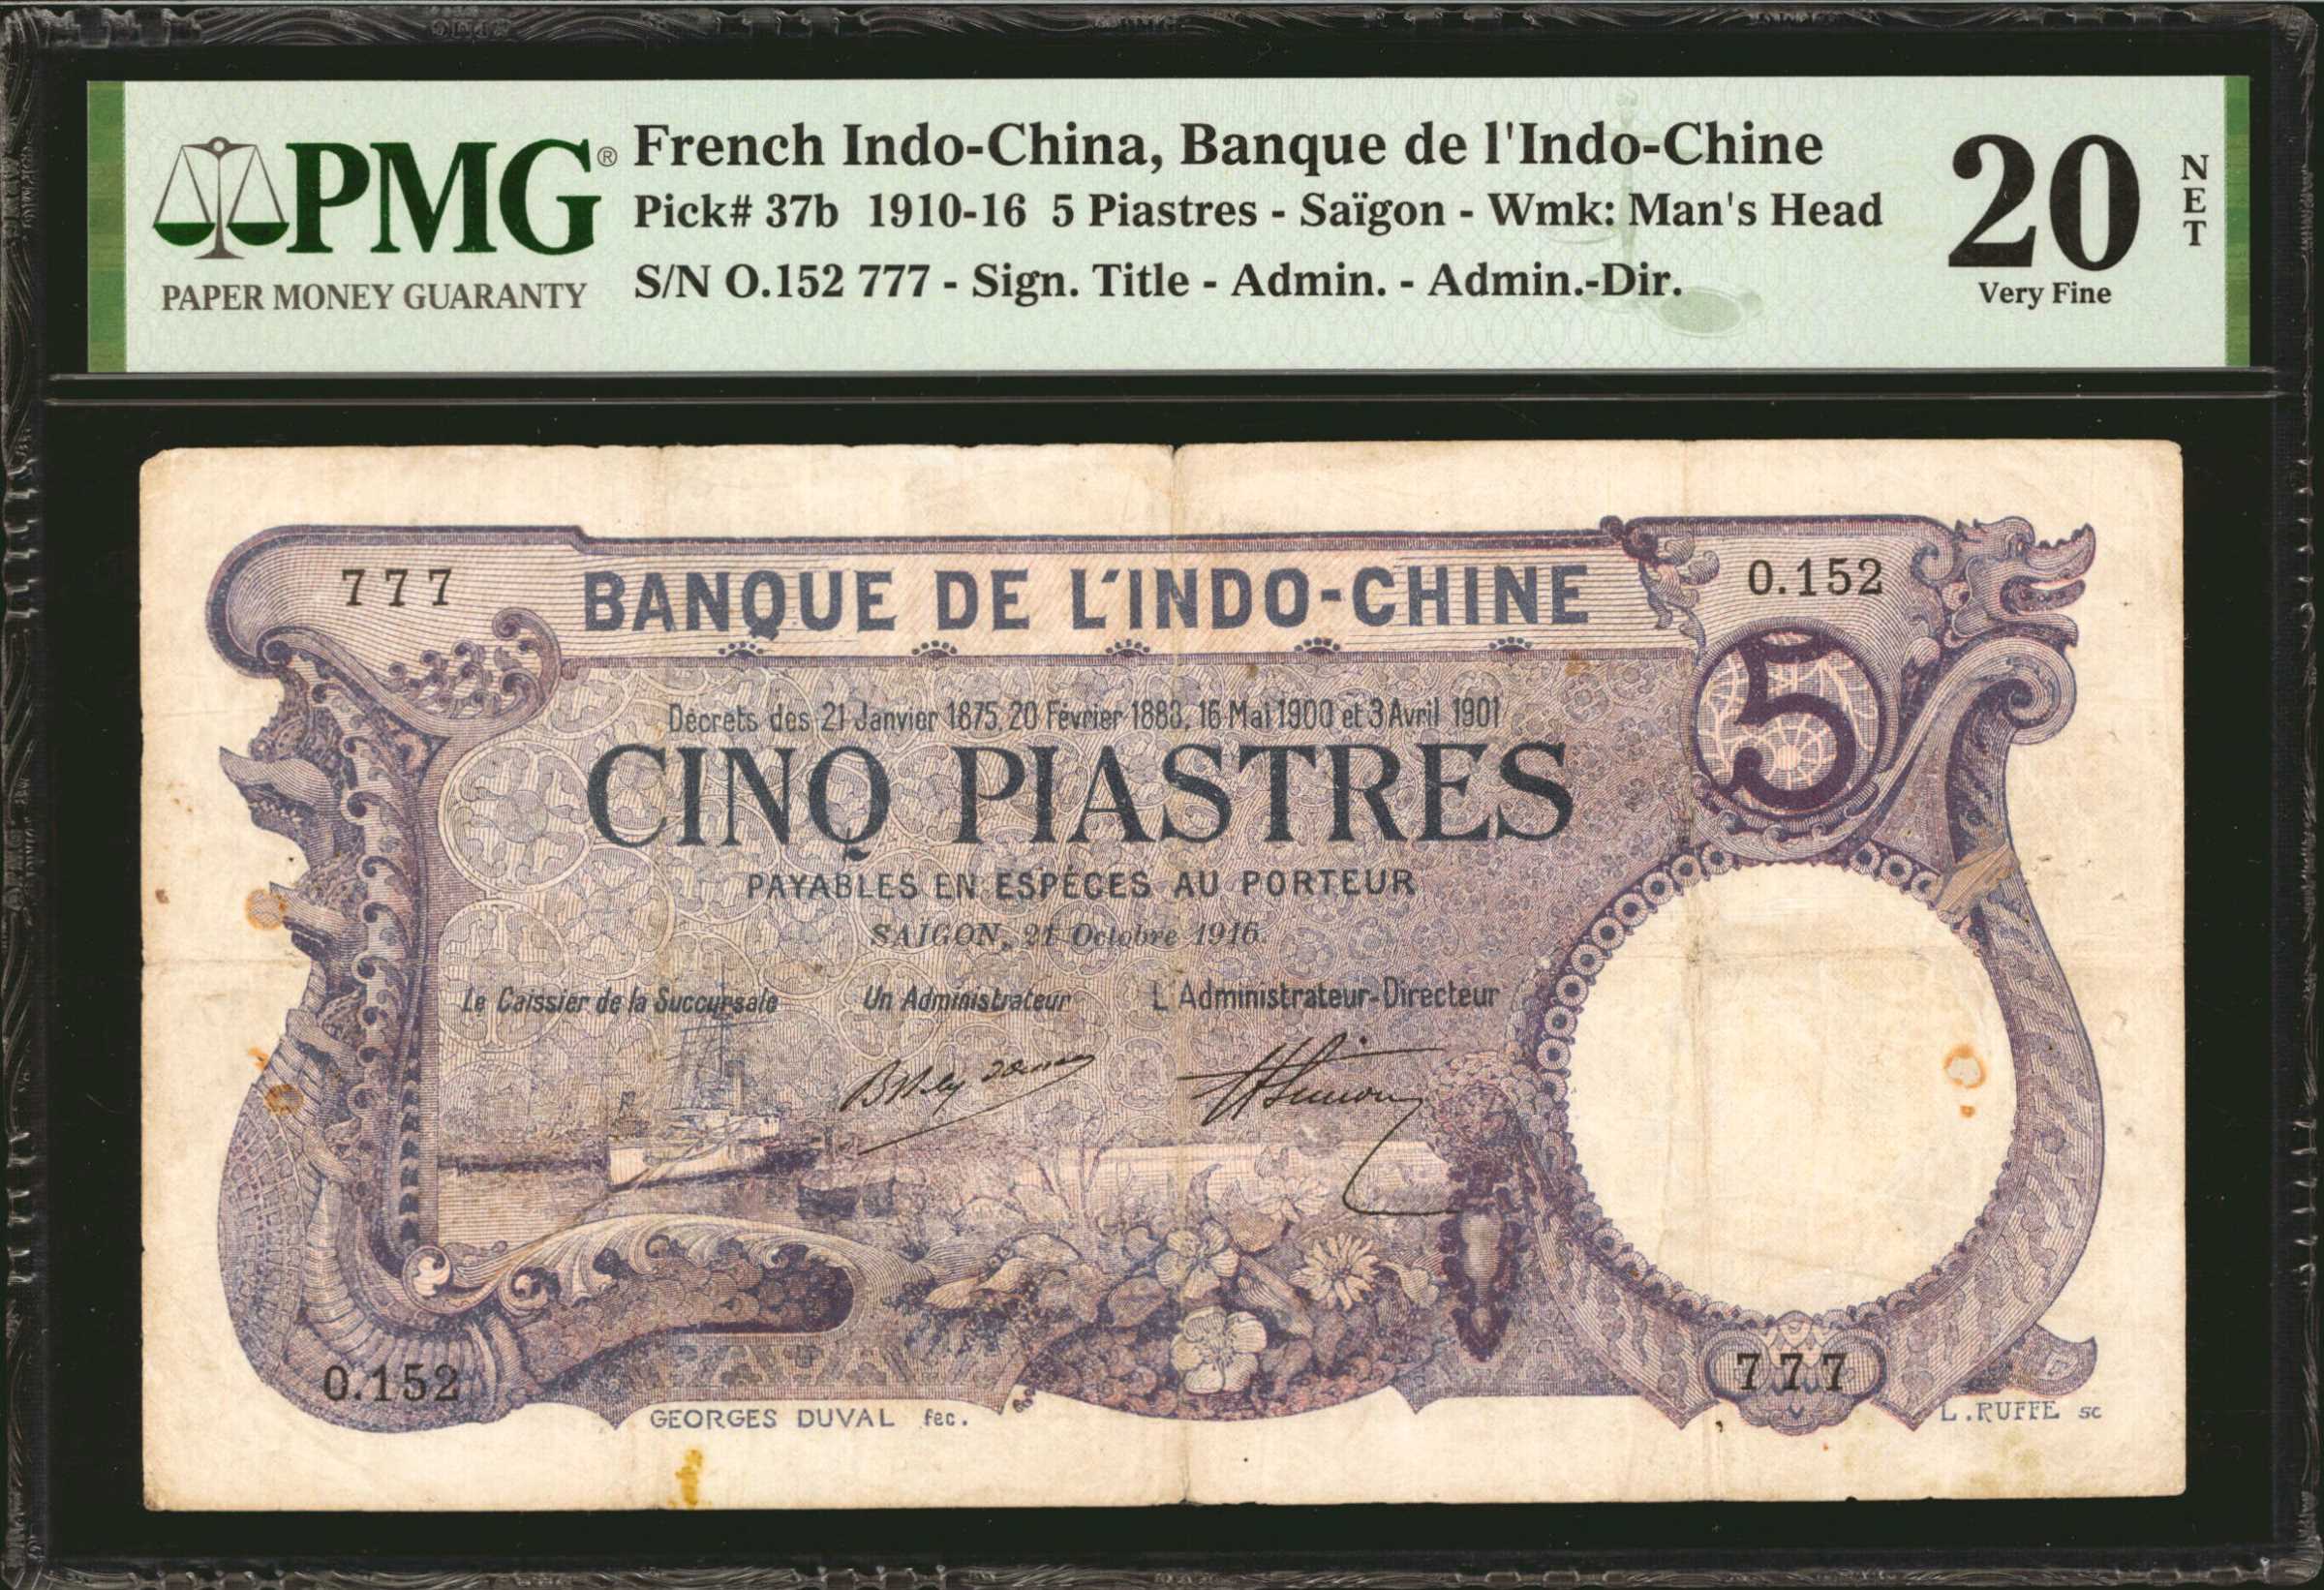 PMG®
PAPER MONEY GUARANTY
French Indo-China, Banque de l'Indo-Chine
Pick# 37b 1910-16 5 Piastres - Saïgon - Wmk: Man's Head
S/N O.152 777 - Sign. Title - Admin. - Admin.-Dir.
20
NET
Very Fine
777
BANQUE DE L'INDO-CHINE
O.152
5
Décrets des 21 Janvier 1875, 20 Février 1888, 16 Mai 1900 et 3 Avril 1901
CINQ PIASTRES
PAYABLES EN ESPÈCES AU PORTEUR
SAIGON, 21 Octobre 1916.
Le Caissier de la Succursale
Un Administrateur
L'Administrateur-Directeur
O.152
777
GEORGES DUVAL fec.
L. RUFFE sc